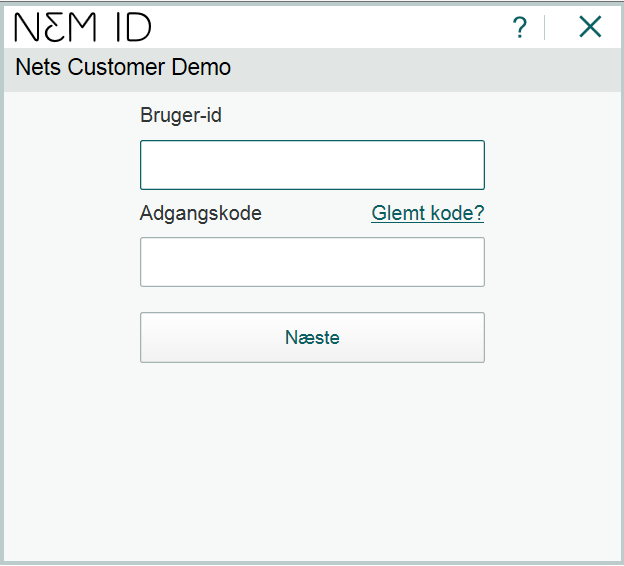 NEM ID ?
Nets Customer Demo
Bruger-id
Adgangskode Glemt kode?
Næste